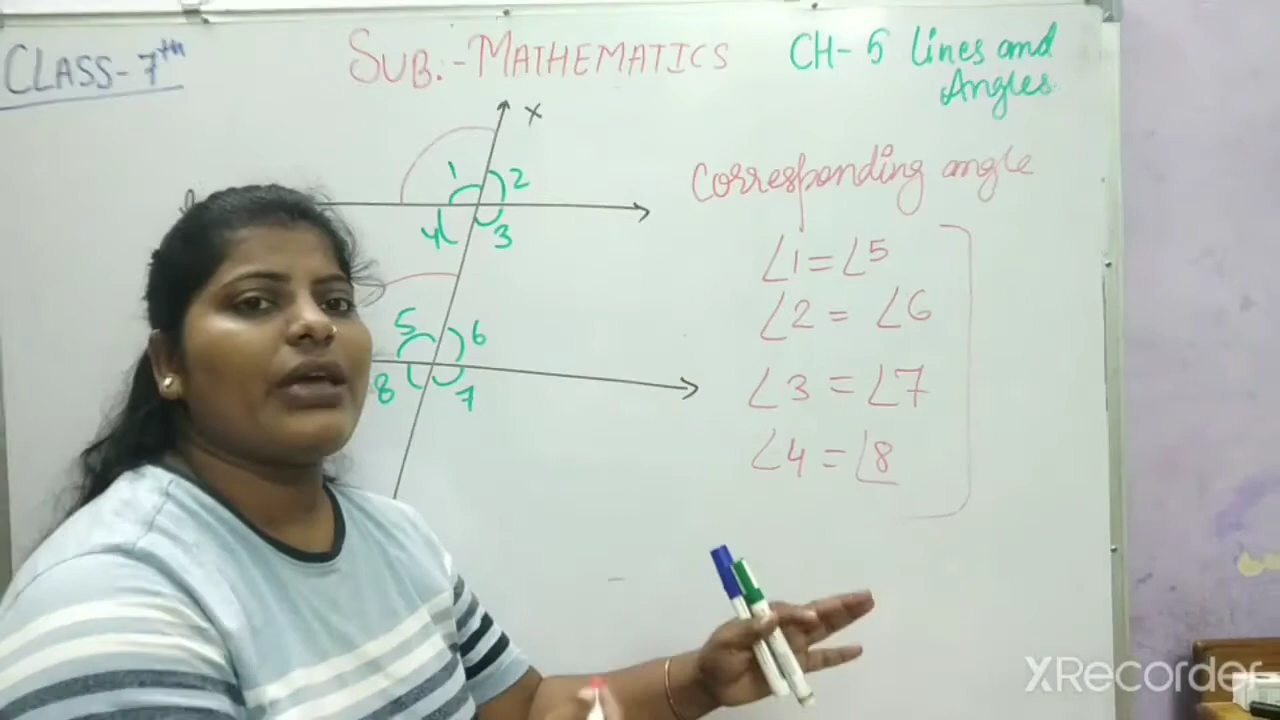 CLASS-7th
SUB.:-MATHEMATICS
CH-5 Lines and
Angles
X
1
2
4
3
5
6
8
7
Corresponding angle
∠1=∠5
∠2=∠6
∠3=∠7
∠4=∠8
XRecorder